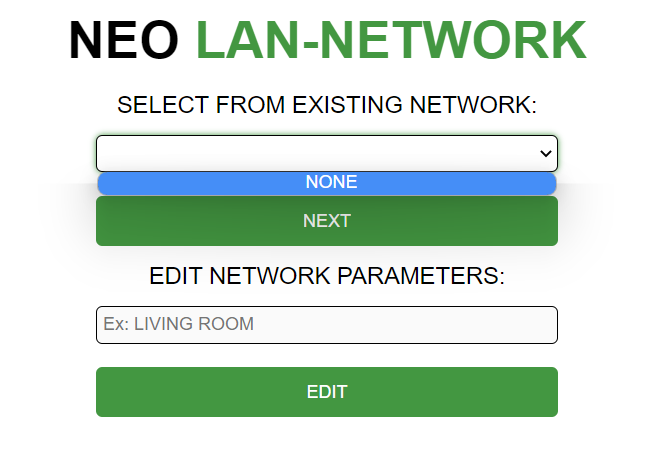 NEO LAN-NETWORK
SELECT FROM EXISTING NETWORK:
NONE
NEXT
EDIT NETWORK PARAMETERS:
Ex: LIVING ROOM
EDIT